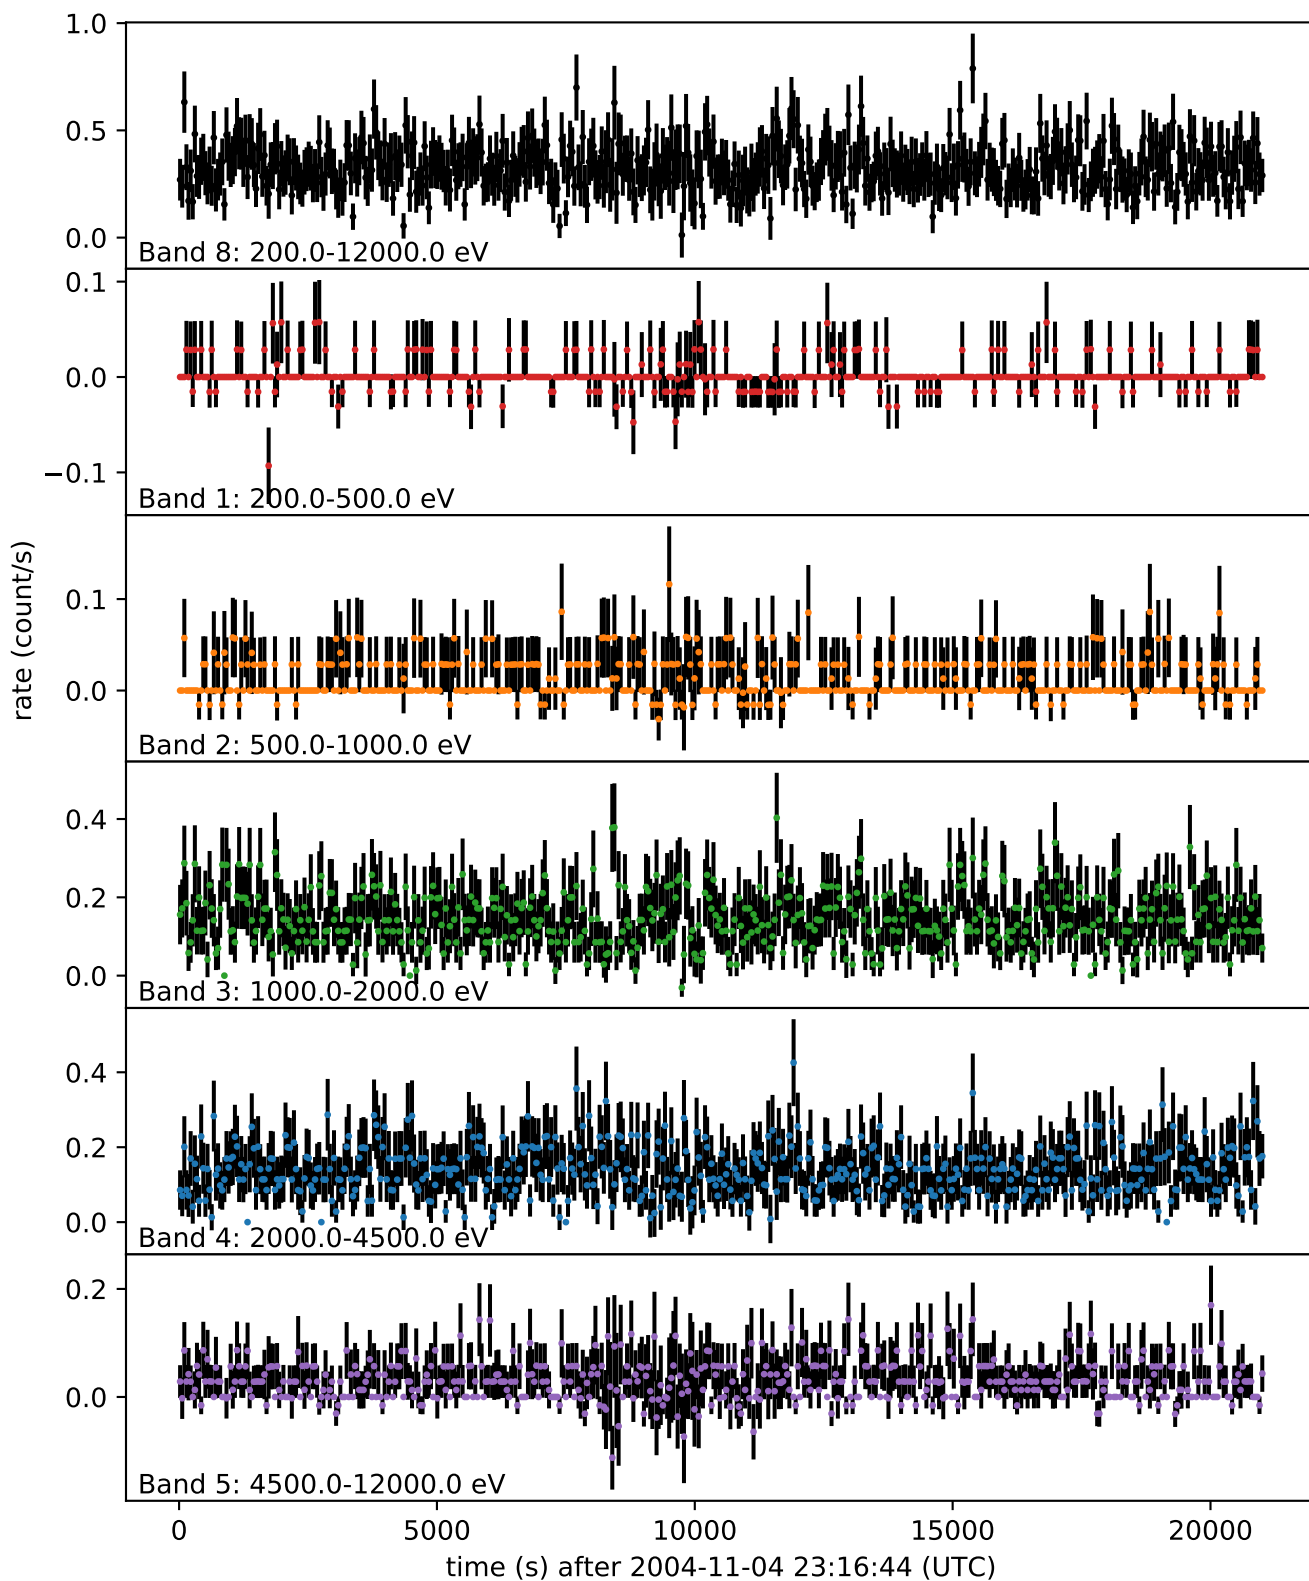 1.0
0.5
0.0
Band 8: 200.0-12000.0 eV
0.1
0.0
−0.1
Band 1: 200.0-500.0 eV
0.1
0.0
Band 2: 500.0-1000.0 eV
rate (count/s)
0.4
0.2
0.0
Band 3: 1000.0-2000.0 eV
0.4
0.2
0.0
Band 4: 2000.0-4500.0 eV
0.2
0.0
Band 5: 4500.0-12000.0 eV
0 5000 10000 15000 20000
time (s) after 2004-11-04 23:16:44 (UTC)